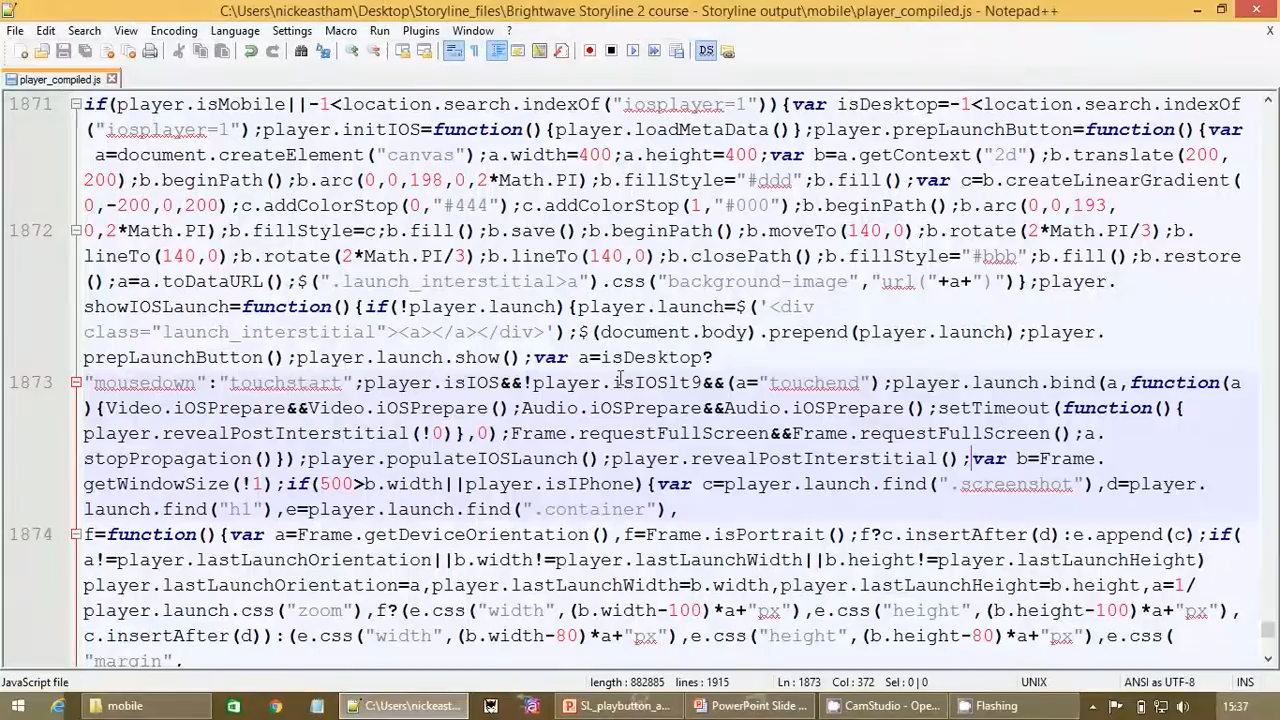 C:\Users\nickeastham\Desktop\Storyline_files\Brightwave Storyline 2 course - Storyline output\mobile\player_compiled.js - Notepad++
File Edit Search View Encoding Language Settings Macro Run Plugins Window ? X
player_compiled.js
1871 if(player.isMobile||-1<location.search.indexOf("iosplayer=1")){var isDesktop=-1<location.search.indexOf
("iosplayer=1");player.initIOS=function(){player.loadMetaData()};player.prepLaunchButton=function(){var
a=document.createElement("canvas");a.width=400;a.height=400;var b=a.getContext("2d");b.translate(200,
200);b.beginPath();b.arc(0,0,198,0,2*Math.PI);b.fillStyle="#ddd";b.fill();var c=b.createLinearGradient(
0,-200,0,200);c.addColorStop(0,"#444");c.addColorStop(1,"#000");b.beginPath();b.arc(0,0,193,
1872 0,2*Math.PI);b.fillStyle=c;b.fill();b.save();b.beginPath();b.moveTo(140,0);b.rotate(2*Math.PI/3);b.
lineTo(140,0);b.rotate(2*Math.PI/3);b.lineTo(140,0);b.closePath();b.fillStyle="#bbb";b.fill();b.restore
();a=a.toDataURL();$(".launch_interstitial>a").css("background-image","url("+a+")")};player.
showIOSLaunch=function(){if(!player.launch){player.launch=$('<div
class="launch_interstitial"><a></a></div>');$(document.body).prepend(player.launch);player.
prepLaunchButton();player.launch.show();var a=isDesktop?
1873 "mousedown":"touchstart";player.isIOS&&!player.isIOSlt9&&(a="touchend");player.launch.bind(a,function(a
){Video.iOSPrepare&&Video.iOSPrepare();Audio.iOSPrepare&&Audio.iOSPrepare();setTimeout(function(){
player.revealPostInterstitial(!0)},0);Frame.requestFullScreen&&Frame.requestFullScreen();a.
stopPropagation()});player.populateIOSLaunch();player.revealPostInterstitial();var b=Frame.
getWindowSize(!1);if(500>b.width||player.isIPhone){var c=player.launch.find(".screenshot"),d=player.
launch.find("h1"),e=player.launch.find(".container"),
1874 f=function(){var a=Frame.getDeviceOrientation(),f=Frame.isPortrait();f?c.insertAfter(d):e.append(c);if(
a!=player.lastLaunchOrientation||b.width!=player.lastLaunchWidth||b.height!=player.lastLaunchHeight)
player.lastLaunchOrientation=a,player.lastLaunchWidth=b.width,player.lastLaunchHeight=b.height,a=1/
player.launch.css("zoom"),f?(e.css("width",(b.width-100)*a+"px"),e.css("height",(b.height-100)*a+"px"),
c.insertAfter(d)):(e.css("width",(b.width-80)*a+"px"),e.css("height",(b.height-80)*a+"px"),e.css(
"margin",
JavaScript file length : 882885 lines : 1915 Ln : 1873 Col : 372 Sel : 0 | 0 UNIX ANSI as UTF-8 INS
mobile C:\Users\nickeasth... SL_playbutton_a... PowerPoint Slide ... CamStudio - Ope... Flashing 15:37